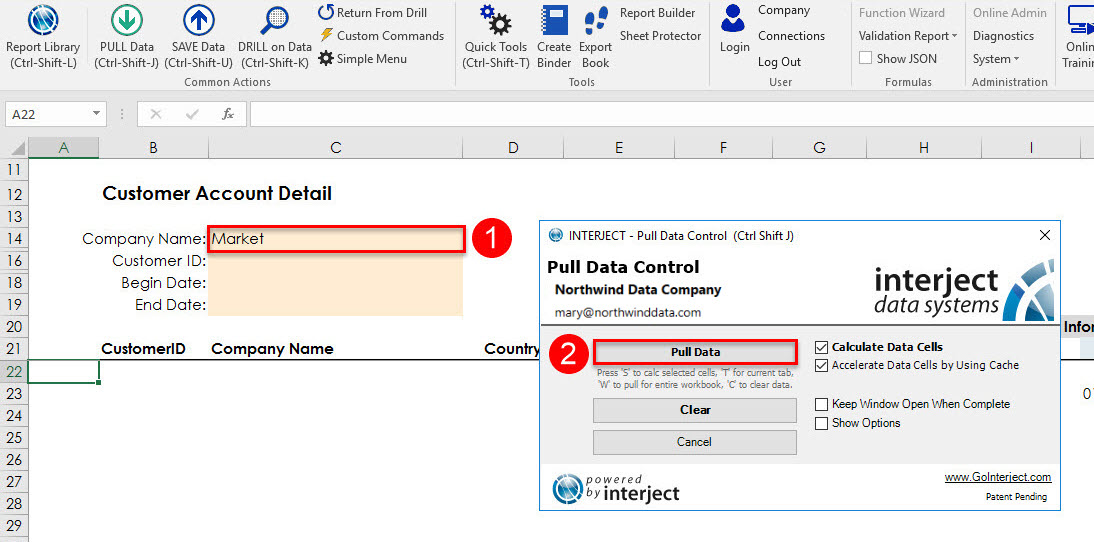 Report Library
(Ctrl-Shift-L)
PULL Data
(Ctrl-Shift-J)
SAVE Data
(Ctrl-Shift-U)
DRILL on Data
(Ctrl-Shift-K)
Return From Drill
Custom Commands
Simple Menu
Common Actions
Quick Tools
(Ctrl-Shift-T)
Create
Binder
Export
Book
Report Builder
Sheet Protector
Tools
Login
Company
Connections
Log Out
User
Function Wizard
Validation Report
Show JSON
Formulas
Online Admin
Diagnostics
System
Administration
Onlin
Trainin
A22
fx
A B C D E F G H I
11
12 Customer Account Detail
13
14 Company Name: Market
1
16 Customer ID:
18 Begin Date:
19 End Date:
20 Infor
21 CustomerID Company Name Country
22
23
24
25
26
27
28
29
INTERJECT - Pull Data Control (Ctrl Shift J)
Pull Data Control
Northwind Data Company
mary@northwinddata.com
interject
data systems
2
Pull Data
Press 'S' to calc selected cells, 'T' for current tab,
'W' to pull for entire workbook, 'C' to clear data.
Clear
Cancel
Calculate Data Cells
Accelerate Data Cells by Using Cache
Keep Window Open When Complete
Show Options
powered
by interject
www.GoInterject.com
Patent Pending